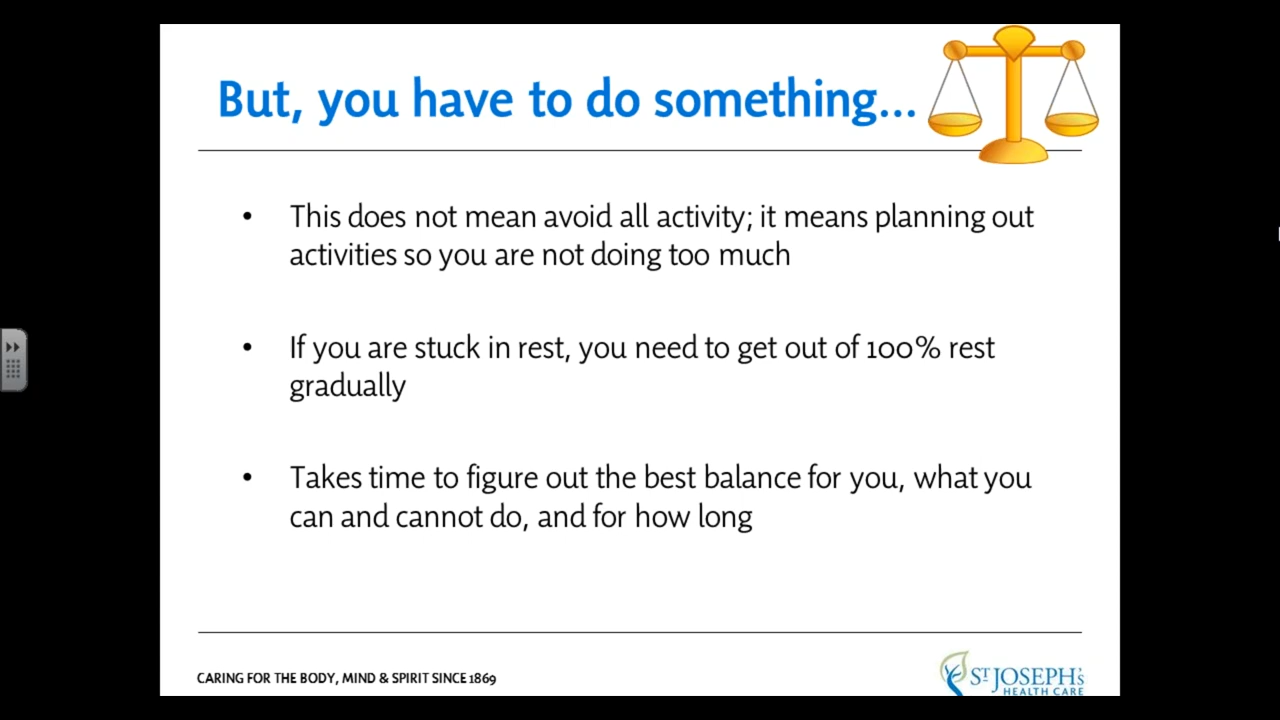 But, you have to do something...
• This does not mean avoid all activity; it means planning out
activities so you are not doing too much
• If you are stuck in rest, you need to get out of 100% rest
gradually
• Takes time to figure out the best balance for you, what you
can and cannot do, and for how long
CARING FOR THE BODY, MIND & SPIRIT SINCE 1869
ST JOSEPH'S
HEALTH CARE